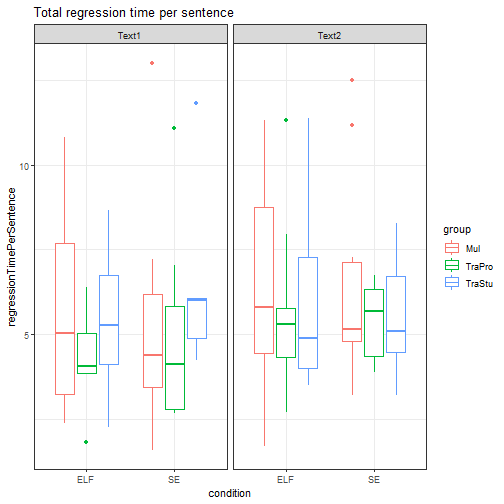 Total regression time per sentence
Text1
Text2
regressionTimePerSentence
10
5
ELF
SE
ELF
SE
condition
group
Mul
TraPro
TraStu